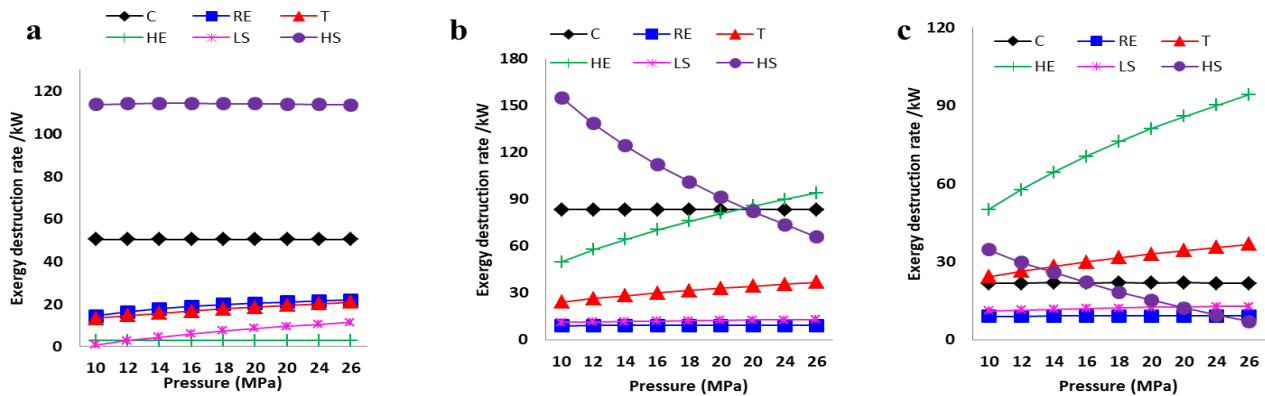 a
C RE T
HE LS HS
Exergy destruction rate /kW
120
100
80
60
40
20
0
10 12 14 16 18 20 20 24 26
Pressure (MPa)
b
C RE T
HE LS HS
Exergy destruction rate /kW
180
150
120
90
60
30
0
10 12 14 16 18 20 20 24 26
Pressure (MPa)
c
C RE T
HE LS HS
Exergy destruction rate /kW
120
90
60
30
0
10 12 14 16 18 20 20 24 26
Pressure (MPa)